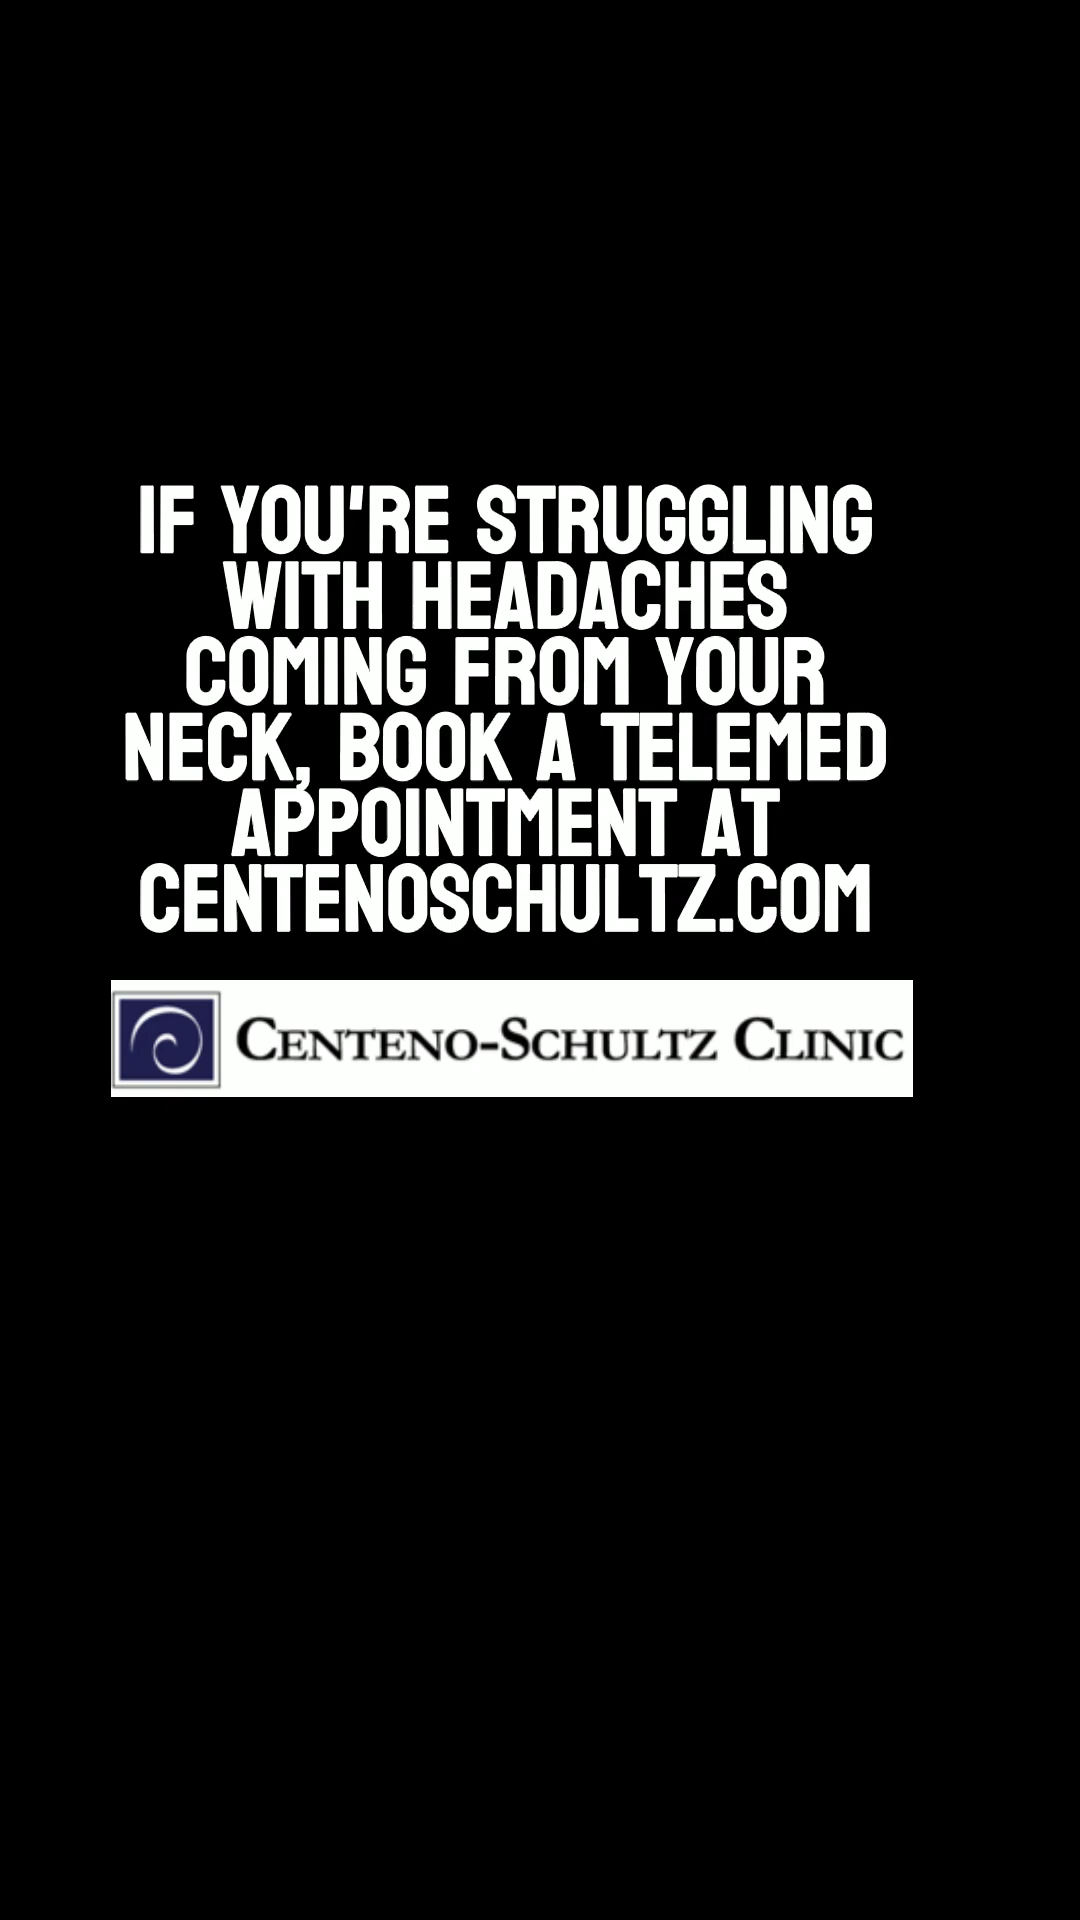 IF YOU'RE STRUGGLING
WITH HEADACHES
COMING FROM YOUR
NECK, BOOK A TELEMED
APPOINTMENT AT
CENTENOSCHULTZ.COM
CENTENO-SCHULTZ CLINIC